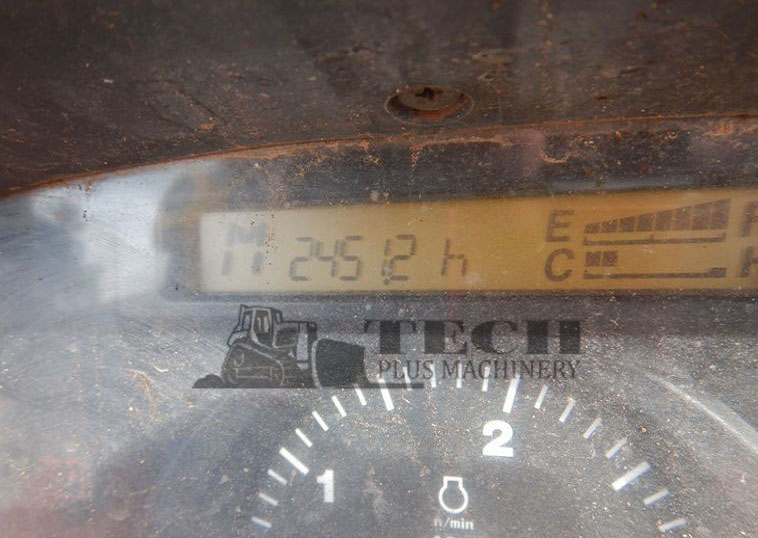 M 2451.2 h
E
C
TECH
PLUS MACHINERY
1
2
n/min